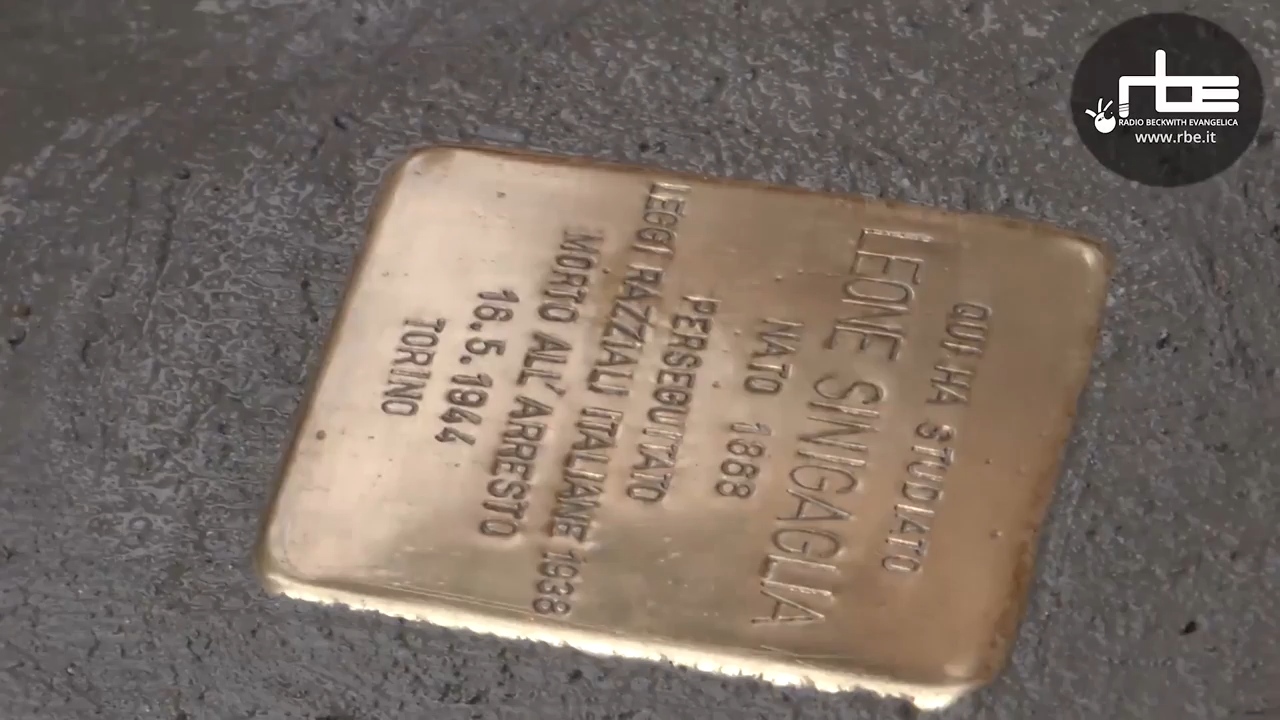 QUI HA STUDIATO
LEONE SINIGAGLIA
NATO 1868
PERSEGUITATO
LEGGI RAZZIALI ITALIANE 1938
MORTO ALL' ARRESTO
16.5.1944
TORINO
rbe
RADIO BECKWITH EVANGELICA
www.rbe.it